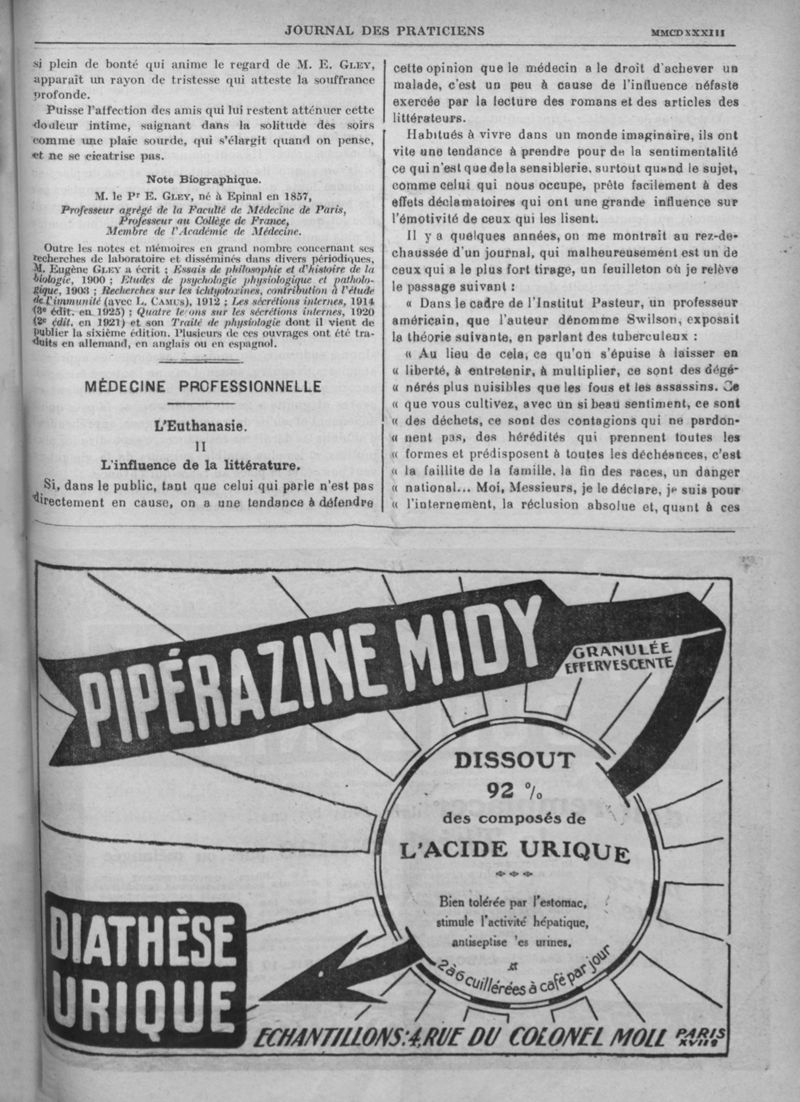 JOURNAL DES PRATICIENS
MMCDXXXIII
si plein de bonté qui anime le regard de M. E. GLEY,
apparaît un rayon de tristesse qui atteste la souffrance
profonde.
Puisse l'affection des amis qui lui restent atténuer cette
douleur intime, saignant dans la solitude des soirs
comme une plaie sourde, qui s'élargit quand on pense,
et ne se cicatrise pas.
Note Biographique.
M. le Pr E. GLEY, né à Epinal en 1857,
Professeur agrégé de la Faculté de Médecine de Paris,
Professeur au Collège de France,
Membre de l'Académie de Médecine.
Outre les notes et mémoires en grand nombre concernant ses
recherches de laboratoire et disséminés dans divers périodiques,
M. Eugène GLEY a écrit : Essais de philosophie et d'histoire de la
biologie, 1900 ; Etudes de psychologie physiologique et patholo-
gique, 1903 ; Recherches sur les ichtyotoxines, contribution à l'étude
de l'immunité (avec L. CAMUS), 1912 ; Les sécrétions internes, 1914
(3e édit. en 1925) ; Quatre leçons sur les sécrétions internes, 1920
(2e édit. en 1921) et son Traité de physiologie dont il vient de
publier la sixième édition. Plusieurs de ces ouvrages ont été tra-
duits en allemand, en anglais ou en espagnol.
MÉDECINE PROFESSIONNELLE
L'Euthanasie.
II
L'influence de la littérature.
Si, dans le public, tant que celui qui parle n'est pas
directement en cause, on a une tendance à défendre
cette opinion que le médecin a le droit d'achever un
malade, c'est un peu à cause de l'influence néfaste
exercée par la lecture des romans et des articles des
littérateurs.
Habitués à vivre dans un monde imaginaire, ils ont
vite une tendance à prendre pour de la sentimentalité
ce qui n'est que de la sensiblerie, surtout quand le sujet,
comme celui qui nous occupe, prête facilement à des
effets déclamatoires qui ont une grande influence sur
l'émotivité de ceux qui les lisent.
Il y a quelques années, on me montrait au rez-de-
chaussée d'un journal, qui malheureusement est un de
ceux qui a le plus fort tirage, un feuilleton où je relève
le passage suivant :
« Dans le cadre de l'Institut Pasteur, un professeur
américain, que l'auteur dénomme Swilson, exposait
la théorie suivante, en parlant des tuberculeux :
« Au lieu de cela, ce qu'on s'épuise à laisser en
« liberté, à entretenir, à multiplier, ce sont des dégé-
« nérés plus nuisibles que les fous et les assassins. Ce
« que vous cultivez, avec un si beau sentiment, ce sont
« des déchets, ce sont des contagions qui ne pardon-
« nent pas, des hérédités qui prennent toutes les
« formes et prédisposent à toutes les déchéances, c'est
« la faillite de la famille, la fin des races, un danger
« national... Moi, Messieurs, je le déclare, je suis pour
« l'internement, la réclusion absolue et, quant à ces
PIPÉRAZINE MIDY
GRANULÉE
EFFERVESCENTE
DISSOUT
92 %
des composés de
L'ACIDE URIQUE
Bien tolérée par l'estomac,
stimule l'activité hépatique,
antiseptise 'es urines.
2 à 6 cuillérées à café par jour
DIATHÈSE
URIQUE
ECHANTILLONS: 4, RUE DU COLONEL MOLL PARIS
XVIIe